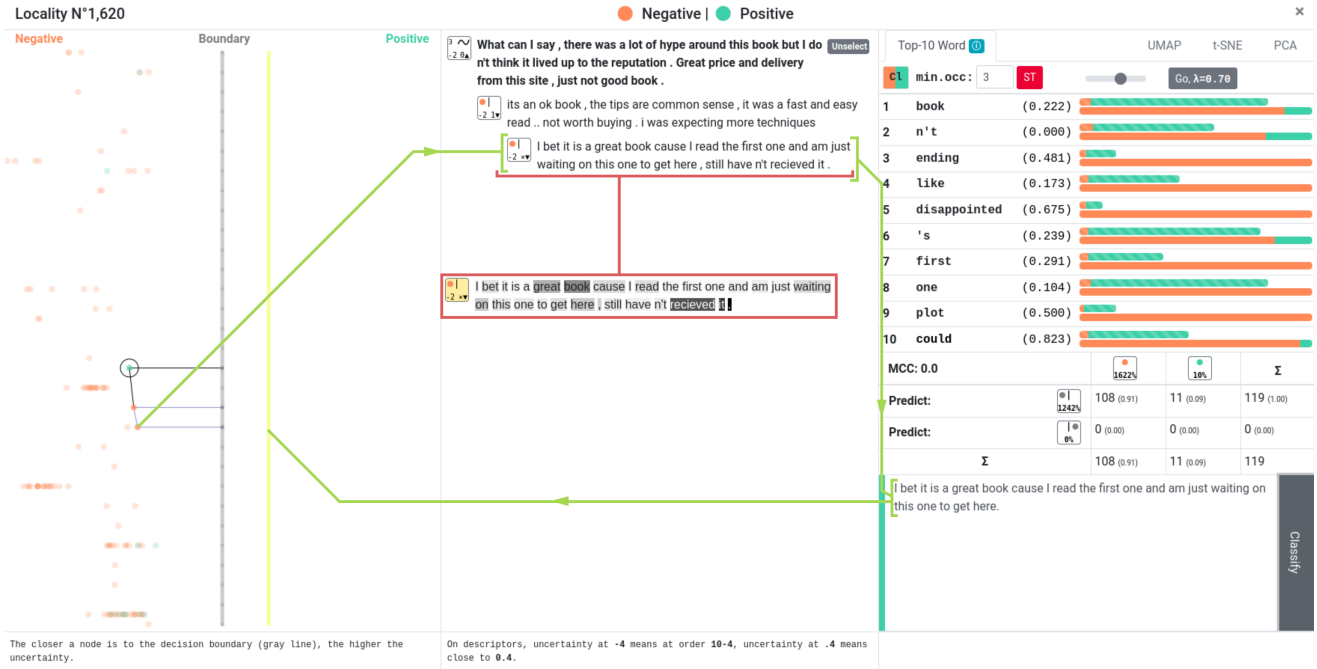 Locality N°1,620
Negative | Positive
×
Negative
Boundary
Positive
The closer a node is to the decision boundary (gray line), the higher the
uncertainty.
3
-2 0▲
What can I say , there was a lot of hype around this book but I do
n't think it lived up to the reputation . Great price and delivery
from this site , just not good book .
Unselect
-2 1▼
its an ok book , the tips are common sense , it was a fast and easy
read .. not worth buying . i was expecting more techniques
-2 ×▼
I bet it is a great book cause I read the first one and am just
waiting on this one to get here , still have n't recieved it .
-2 ×▼
I bet it is a great book cause I read the first one and am just waiting
on this one to get here , still have n't recieved it .
On descriptors, uncertainty at -4 means at order 10-4, uncertainty at .4 means
close to 0.4.
Top-10 Word
UMAP
t-SNE
PCA
Cl
min.occ:
3
ST
Go, λ=0.70
1 book (0.222)
2 n't (0.000)
3 ending (0.481)
4 like (0.173)
5 disappointed (0.675)
6 's (0.239)
7 first (0.291)
8 one (0.104)
9 plot (0.500)
10 could (0.823)
MCC: 0.0
1622%
10%
Σ
Predict:
1242%
108 (0.91)
11 (0.09)
119 (1.00)
Predict:
0%
0 (0.00)
0 (0.00)
0 (0.00)
Σ
108 (0.91)
11 (0.09)
119
I bet it is a great book cause I read the first one and am just waiting on
this one to get here.
Classify